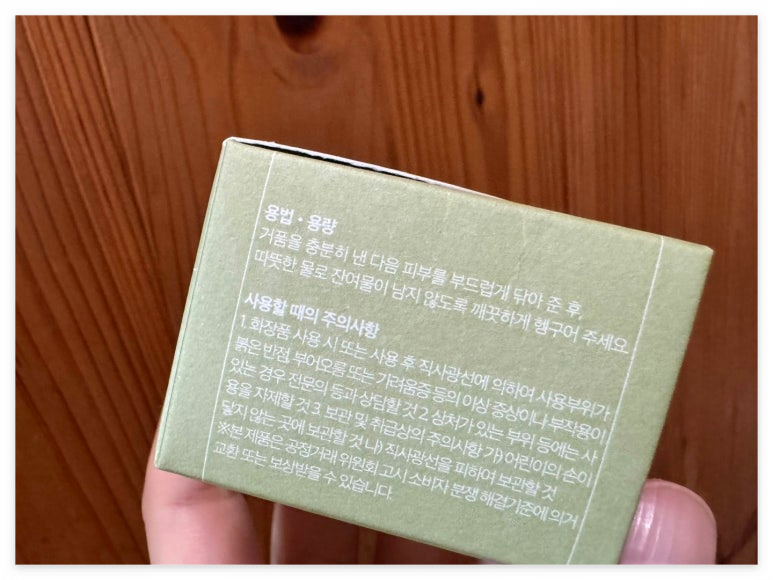 용법 · 용량
거품을 충분히 낸 다음 피부를 부드럽게 닦아 준 후,
따뜻한 물로 잔여물이 남지 않도록 깨끗하게 헹구어 주세요.
사용할 때의 주의사항
1. 화장품 사용 시 또는 사용 후 직사광선에 의하여 사용부위가
붉은 반점, 부어오름 또는 가려움증 등의 이상 증상이나 부작용이
있는 경우 전문의 등과 상담할 것 2. 상처가 있는 부위 등에는 사
용을 자제할 것 3. 보관 및 취급상의 주의사항 가) 어린이의 손이
닿지 않는 곳에 보관할 것 나) 직사광선을 피하여 보관할 것
※본 제품은 공정거래 위원회 고시 소비자 분쟁 해결기준에 의거
교환 또는 보상받을 수 있습니다.